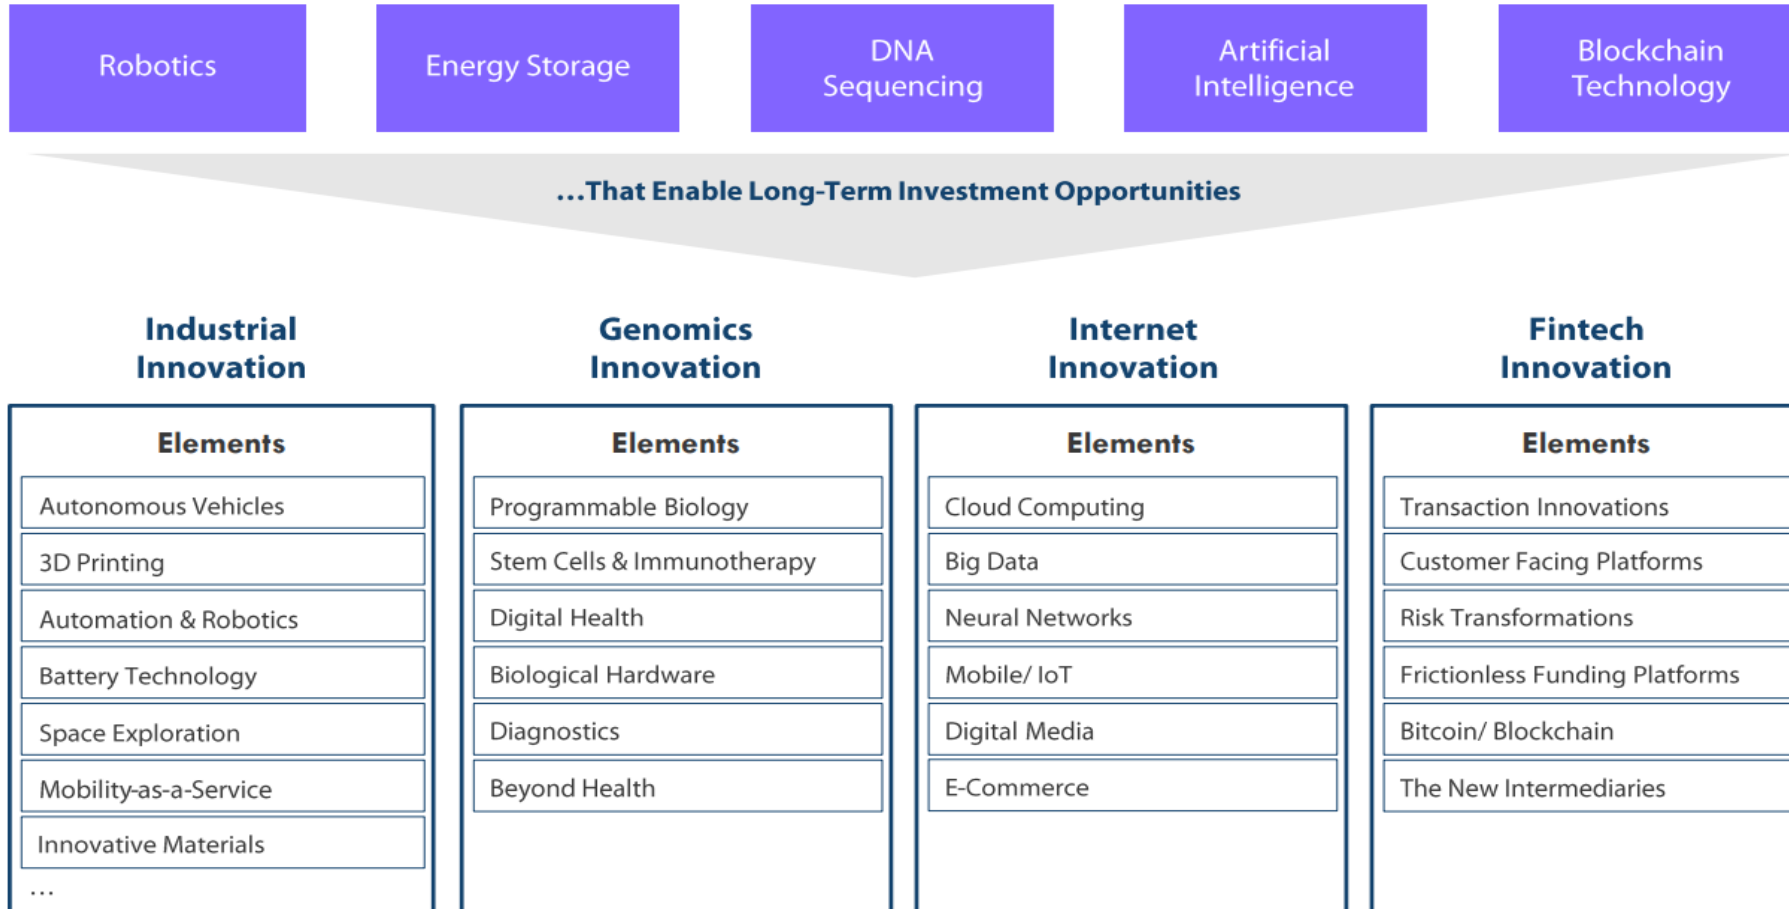 Robotics
Energy Storage
DNA
Sequencing
Artificial
Intelligence
Blockchain
Technology
...That Enable Long-Term Investment Opportunities
Industrial
Innovation
Elements
Autonomous Vehicles
3D Printing
Automation & Robotics
Battery Technology
Space Exploration
Mobility-as-a-Service
Innovative Materials
...
Genomics
Innovation
Elements
Programmable Biology
Stem Cells & Immunotherapy
Digital Health
Biological Hardware
Diagnostics
Beyond Health
Internet
Innovation
Elements
Cloud Computing
Big Data
Neural Networks
Mobile/ IoT
Digital Media
E-Commerce
Fintech
Innovation
Elements
Transaction Innovations
Customer Facing Platforms
Risk Transformations
Frictionless Funding Platforms
Bitcoin/ Blockchain
The New Intermediaries